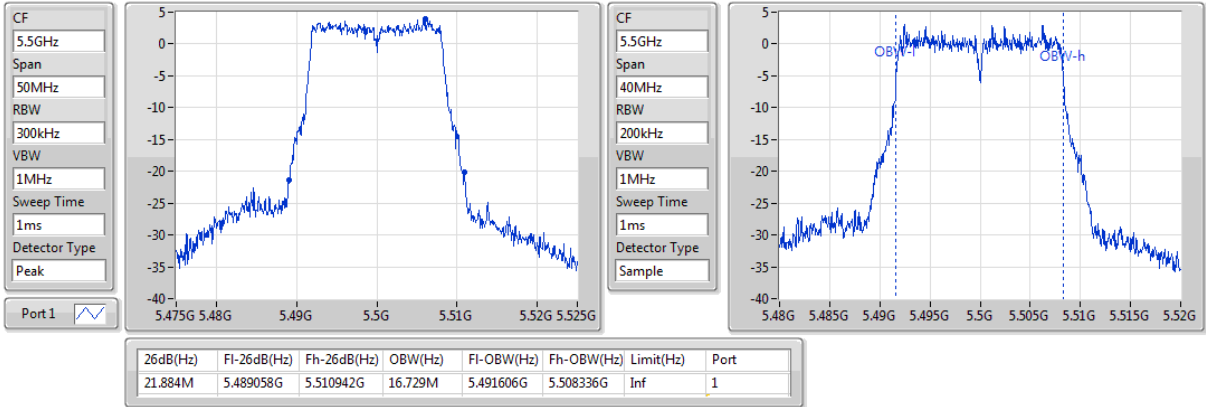 CF
5.5GHz
Span
50MHz
RBW
300kHz
VBW
1MHz
Sweep Time
1ms
Detector Type
Peak
Port 1
5
0
-5
-10
-15
-20
-25
-30
-35
-40
5.475G 5.48G 5.49G 5.5G 5.51G 5.52G 5.525G
CF
5.5GHz
Span
40MHz
RBW
200kHz
VBW
1MHz
Sweep Time
1ms
Detector Type
Sample
5
0
-5
-10
-15
-20
-25
-30
-35
-40
OBW-l
OBW-h
5.48G 5.485G 5.49G 5.495G 5.5G 5.505G 5.51G 5.515G 5.52G
26dB(Hz) Fl-26dB(Hz) Fh-26dB(Hz) OBW(Hz) Fl-OBW(Hz) Fh-OBW(Hz) Limit(Hz) Port
21.884M 5.489058G 5.510942G 16.729M 5.491606G 5.508336G Inf 1